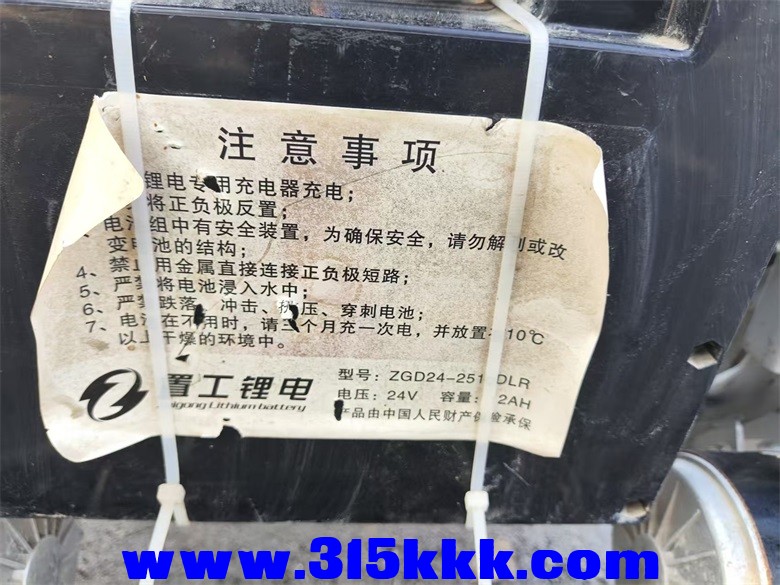 注意事项
锂电专用充电器充电；
将正负极反置；
电池组中有安全装置，为确保安全，请勿解剖或改
变电池的结构；
4、禁止用金属直接连接正负极短路；
5、严禁将电池浸入水中；
6、严禁跌落、冲击、挤压、穿刺电池；
7、电池在不用时，请三个月充一次电，并放置10℃
以上干燥的环境中。
置工锂电
Zhigong Lithium battery
型号：ZGD24-251 DLR
电压：24V 容量：2AH
产品由中国人民财产保险承保
www.315kkk.com